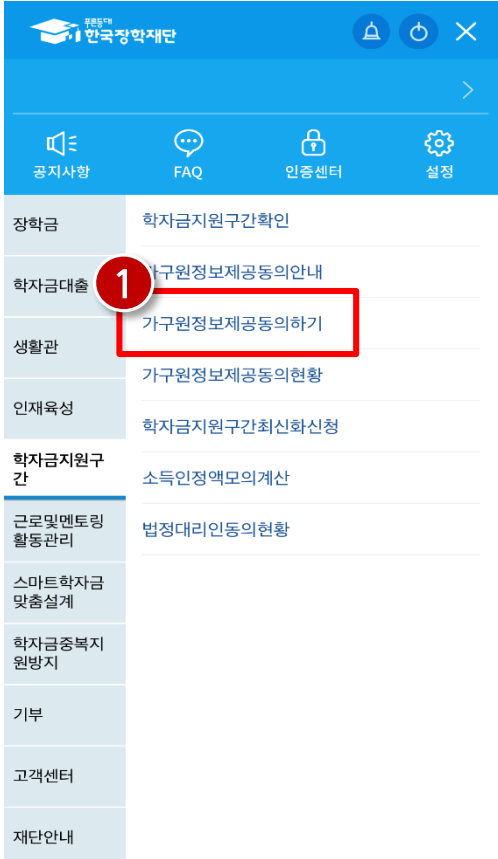 푸른등대
한국장학재단
공지사항
FAQ
인증센터
설정
장학금
학자금대출
생활관
인재육성
학자금지원구
간
근로및멘토링
활동관리
스마트학자금
맞춤설계
학자금중복지
원방지
기부
고객센터
재단안내
학자금지원구간확인
1
가구원정보제공동의안내
가구원정보제공동의하기
가구원정보제공동의현황
학자금지원구간최신화신청
소득인정액모의계산
법정대리인동의현황